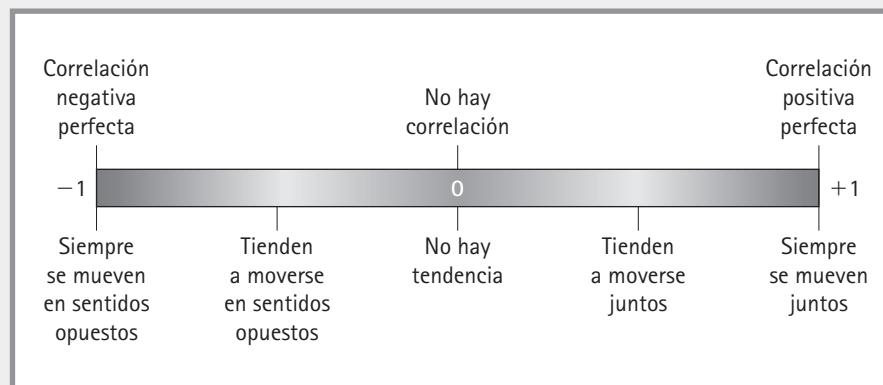 Correlación
negativa
perfecta
No hay
correlación
Correlación
positiva
perfecta
−1
0
+1
Siempre
se mueven
en sentidos
opuestos
Tienden
a moverse
en sentidos
opuestos
No hay
tendencia
Tienden
a moverse
juntos
Siempre
se mueven
juntos